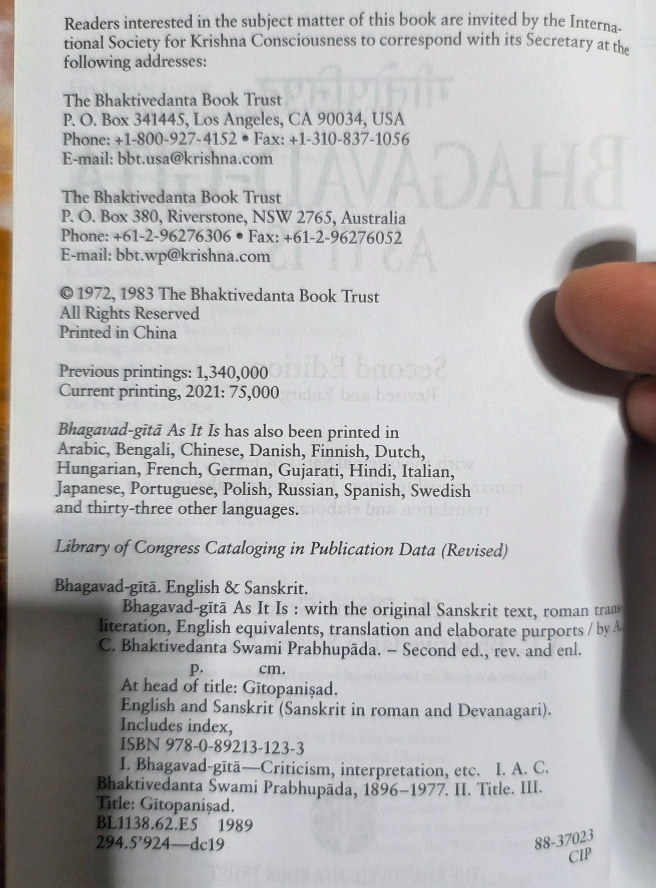 Readers interested in the subject matter of this book are invited by the Interna-
tional Society for Krishna Consciousness to correspond with its Secretary at the
following addresses:
The Bhaktivedanta Book Trust
P. O. Box 341445, Los Angeles, CA 90034, USA
Phone: +1-800-927-4152 • Fax: +1-310-837-1056
E-mail: bbt.usa@krishna.com
The Bhaktivedanta Book Trust
P. O. Box 380, Riverstone, NSW 2765, Australia
Phone: +61-2-96276306 • Fax: +61-2-96276052
E-mail: bbt.wp@krishna.com
© 1972, 1983 The Bhaktivedanta Book Trust
All Rights Reserved
Printed in China
Previous printings: 1,340,000
Current printing, 2021: 75,000
Bhagavad-gītā As It Is has also been printed in
Arabic, Bengali, Chinese, Danish, Finnish, Dutch,
Hungarian, French, German, Gujarati, Hindi, Italian,
Japanese, Portuguese, Polish, Russian, Spanish, Swedish
and thirty-three other languages.
Library of Congress Cataloging in Publication Data (Revised)
Bhagavad-gītā. English & Sanskrit.
Bhagavad-gītā As It Is : with the original Sanskrit text, roman trans-
literation, English equivalents, translation and elaborate purports / by A.
C. Bhaktivedanta Swami Prabhupāda. – Second ed., rev. and enl.
p. cm.
At head of title: Gītopaniṣad.
English and Sanskrit (Sanskrit in roman and Devanagari).
Includes index,
ISBN 978-0-89213-123-3
I. Bhagavad-gītā—Criticism, interpretation, etc. I. A. C.
Bhaktivedanta Swami Prabhupāda, 1896–1977. II. Title. III.
Title: Gītopaniṣad.
BL1138.62.E5 1989
294.5'924—dc19
88-37023
CIP